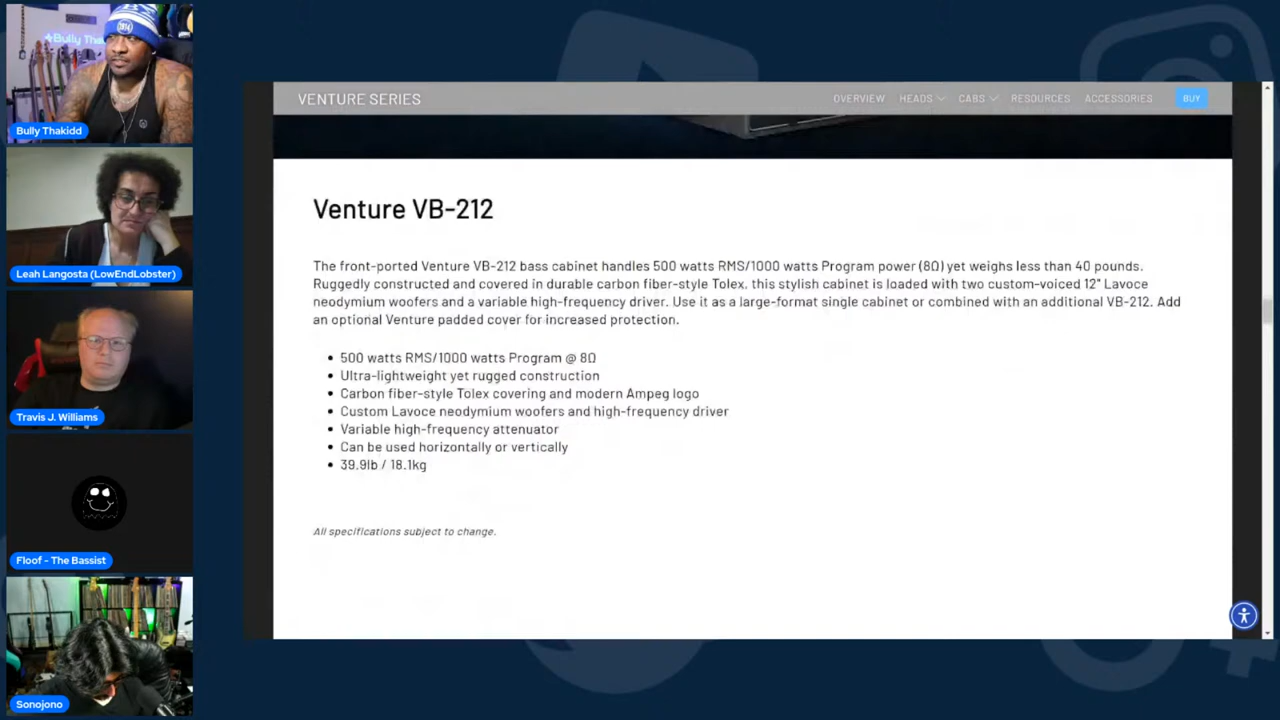 Bully Thakidd
Leah Langosta (LowEndLobster)
Travis J. Williams
Floof - The Bassist
Sonojono
VENTURE SERIES
OVERVIEW HEADS CABS RESOURCES ACCESSORIES BUY
Venture VB-212
The front-ported Venture VB-212 bass cabinet handles 500 watts RMS/1000 watts Program power (8Ω) yet weighs less than 40 pounds.
Ruggedly constructed and covered in durable carbon fiber-style Tolex, this stylish cabinet is loaded with two custom-voiced 12" Lavoce
neodymium woofers and a variable high-frequency driver. Use it as a large-format single cabinet or combined with an additional VB-212. Add
an optional Venture padded cover for increased protection.
• 500 watts RMS/1000 watts Program @ 8Ω
• Ultra-lightweight yet rugged construction
• Carbon fiber-style Tolex covering and modern Ampeg logo
• Custom Lavoce neodymium woofers and high-frequency driver
• Variable high-frequency attenuator
• Can be used horizontally or vertically
• 39.9lb / 18.1kg
All specifications subject to change.